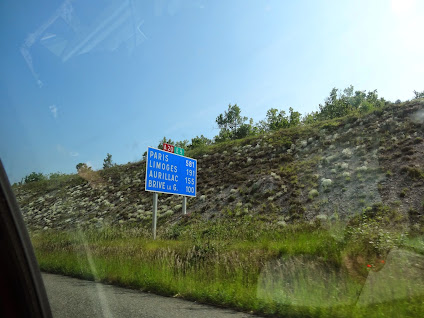 PARIS 581
LIMOGES 191
AURILLAC 155
BRIVE LA G. 100